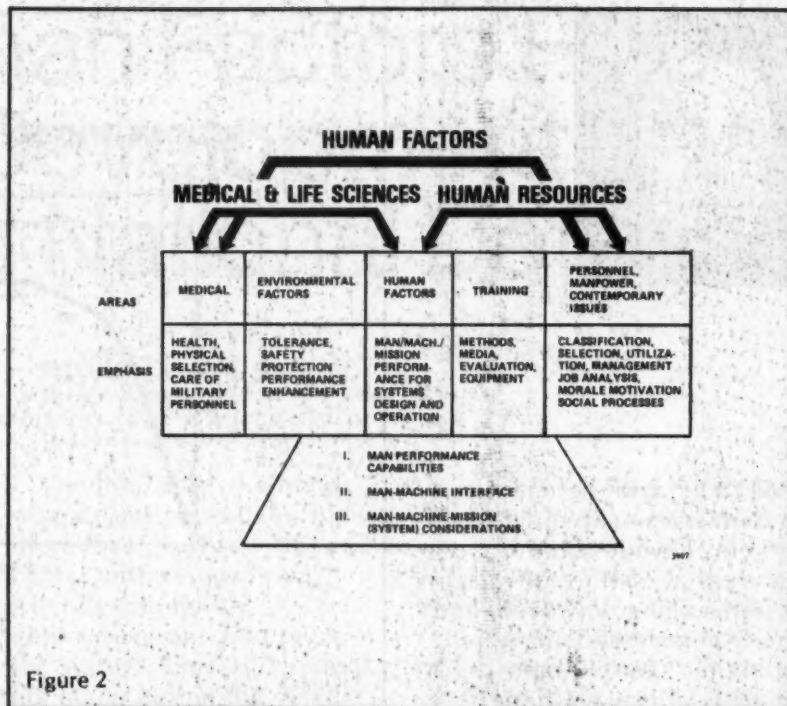 HUMAN FACTORS
MEDICAL & LIFE SCIENCES HUMAN RESOURCES
AREAS
MEDICAL
ENVIRONMENTAL
FACTORS
HUMAN
FACTORS
TRAINING
PERSONNEL,
MANPOWER,
CONTEMPORARY
ISSUES
EMPHASIS
HEALTH,
PHYSICAL
SELECTION,
CARE OF
MILITARY
PERSONNEL
TOLERANCE,
SAFETY
PROTECTION
PERFORMANCE
ENHANCEMENT
MAN/MACH./
MISSION
PERFORM-
ANCE FOR
SYSTEMS
DESIGN AND
OPERATION
METHODS,
MEDIA,
EVALUATION,
EQUIPMENT
CLASSIFICATION,
SELECTION, UTILIZA-
TION, MANAGEMENT
JOB ANALYSIS,
MORALE MOTIVATION
SOCIAL PROCESSES
I. MAN PERFORMANCE
CAPABILITIES
II. MAN-MACHINE INTERFACE
III. MAN-MACHINE-MISSION
(SYSTEM) CONSIDERATIONS
3907
Figure 2